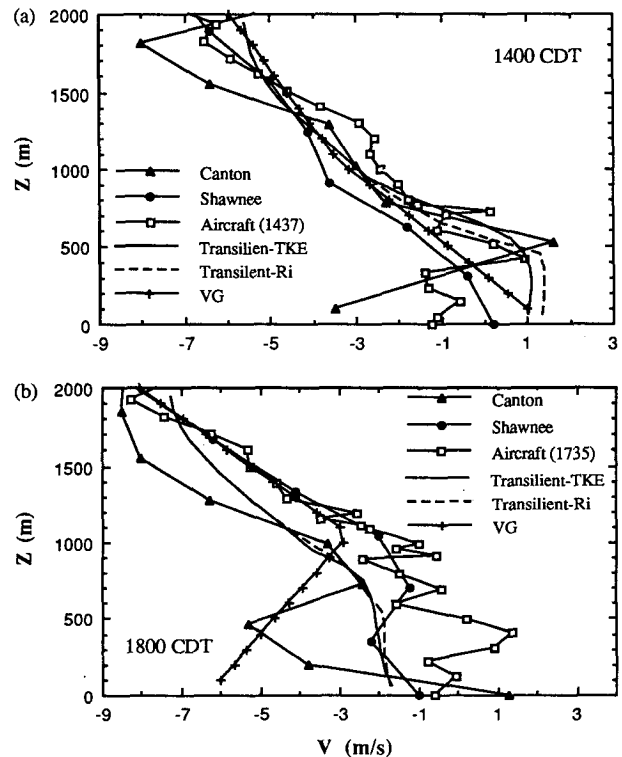 (a)
2000
1400 CDT
1500
Z (m)
1000
Canton
Shawnee
Aircraft (1437)
500
Transilien-TKE
Transilent-Ri
VG
0
-9 -7 -5 -3 -1 1 3
(b)
2000
Canton
Shawnee
1500
Aircraft (1735)
Transilient-TKE
Transilient-Ri
Z (m)
1000
VG
500
1800 CDT
0
-9 -7 -5 -3 -1 1 3
V (m/s)